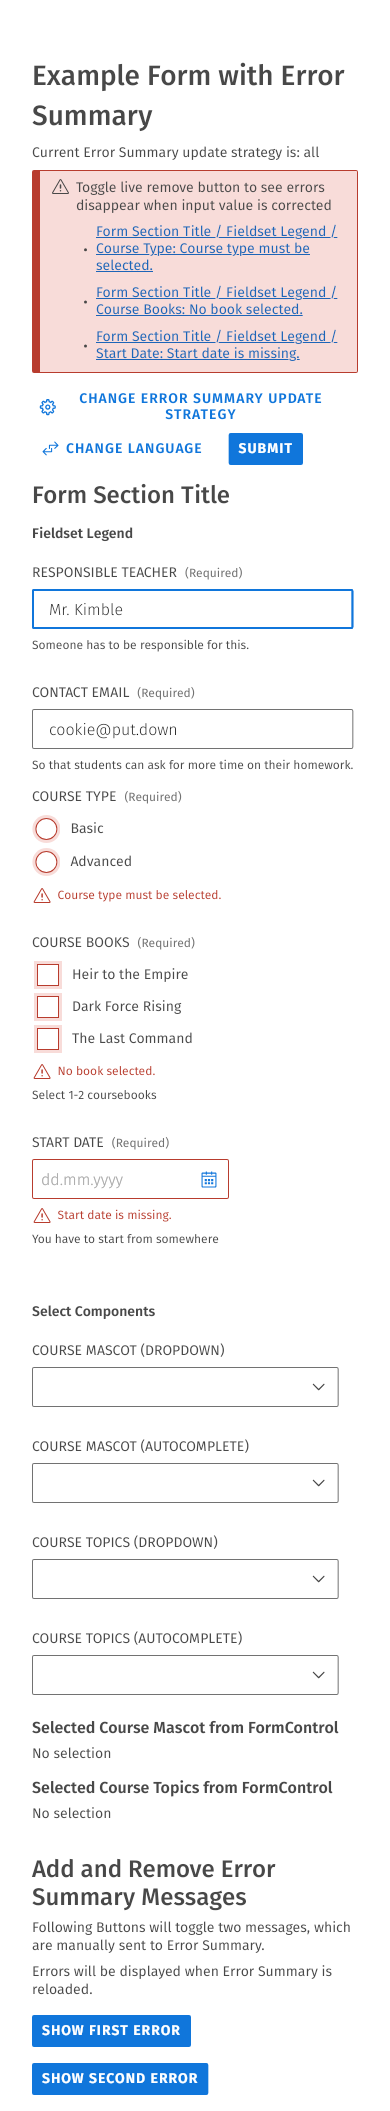 Example Form with Error
Summary
Current Error Summary update strategy is: all
Toggle live remove button to see errors
disappear when input value is corrected
• Form Section Title / Fieldset Legend /
Course Type: Course type must be
selected.
• Form Section Title / Fieldset Legend /
Course Books: No book selected.
• Form Section Title / Fieldset Legend /
Start Date: Start date is missing.
CHANGE ERROR SUMMARY UPDATE
STRATEGY
CHANGE LANGUAGE SUBMIT
Form Section Title
Fieldset Legend
RESPONSIBLE TEACHER (Required)
Mr. Kimble
Someone has to be responsible for this.
CONTACT EMAIL (Required)
cookie@put.down
So that students can ask for more time on their homework.
COURSE TYPE (Required)
Basic
Advanced
Course type must be selected.
COURSE BOOKS (Required)
Heir to the Empire
Dark Force Rising
The Last Command
No book selected.
Select 1-2 coursebooks
START DATE (Required)
dd.mm.yyyy
Start date is missing.
You have to start from somewhere
Select Components
COURSE MASCOT (DROPDOWN)
COURSE MASCOT (AUTOCOMPLETE)
COURSE TOPICS (DROPDOWN)
COURSE TOPICS (AUTOCOMPLETE)
Selected Course Mascot from FormControl
No selection
Selected Course Topics from FormControl
No selection
Add and Remove Error
Summary Messages
Following Buttons will toggle two messages, which
are manually sent to Error Summary.
Errors will be displayed when Error Summary is
reloaded.
SHOW FIRST ERROR
SHOW SECOND ERROR